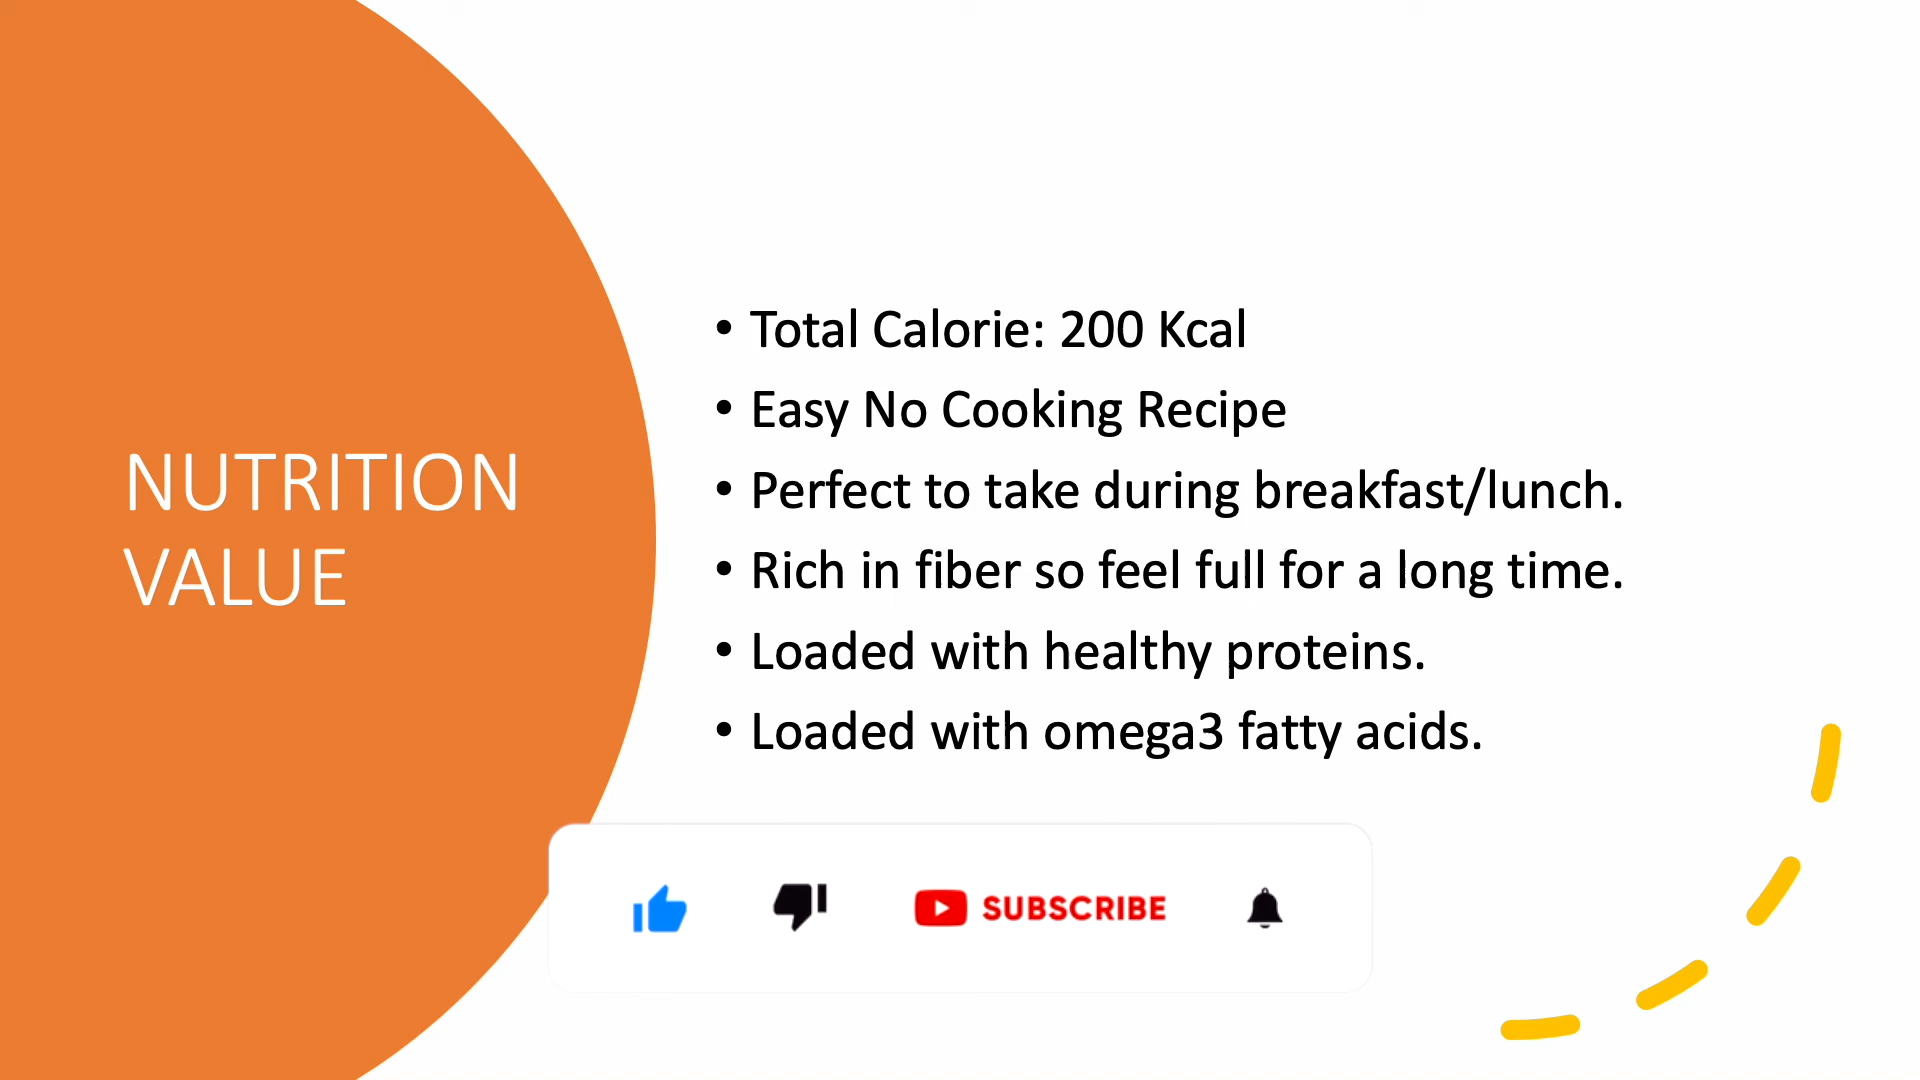 NUTRITION
VALUE
• Total Calorie: 200 Kcal
• Easy No Cooking Recipe
• Perfect to take during breakfast/lunch.
• Rich in fiber so feel full for a long time.
• Loaded with healthy proteins.
• Loaded with omega3 fatty acids.
SUBSCRIBE